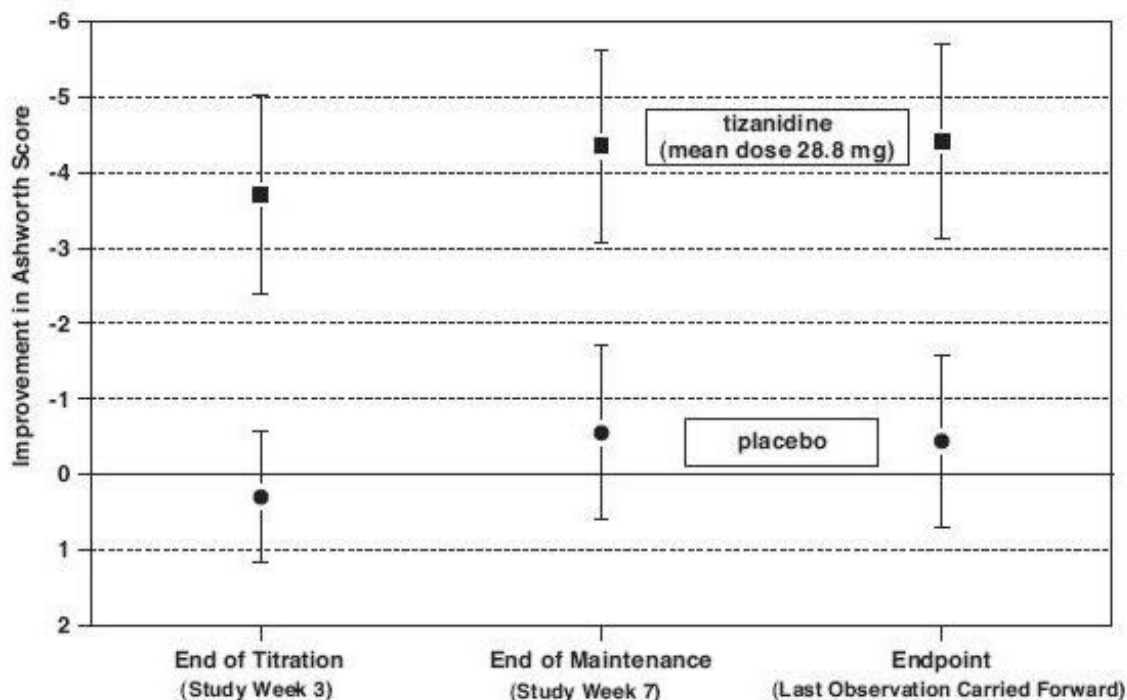 Improvement in Ashworth Score
-6
-5
-4
-3
-2
-1
0
1
2
tizanidine
(mean dose 28.8 mg)
placebo
End of Titration
(Study Week 3)
End of Maintenance
(Study Week 7)
Endpoint
(Last Observation Carried Forward)